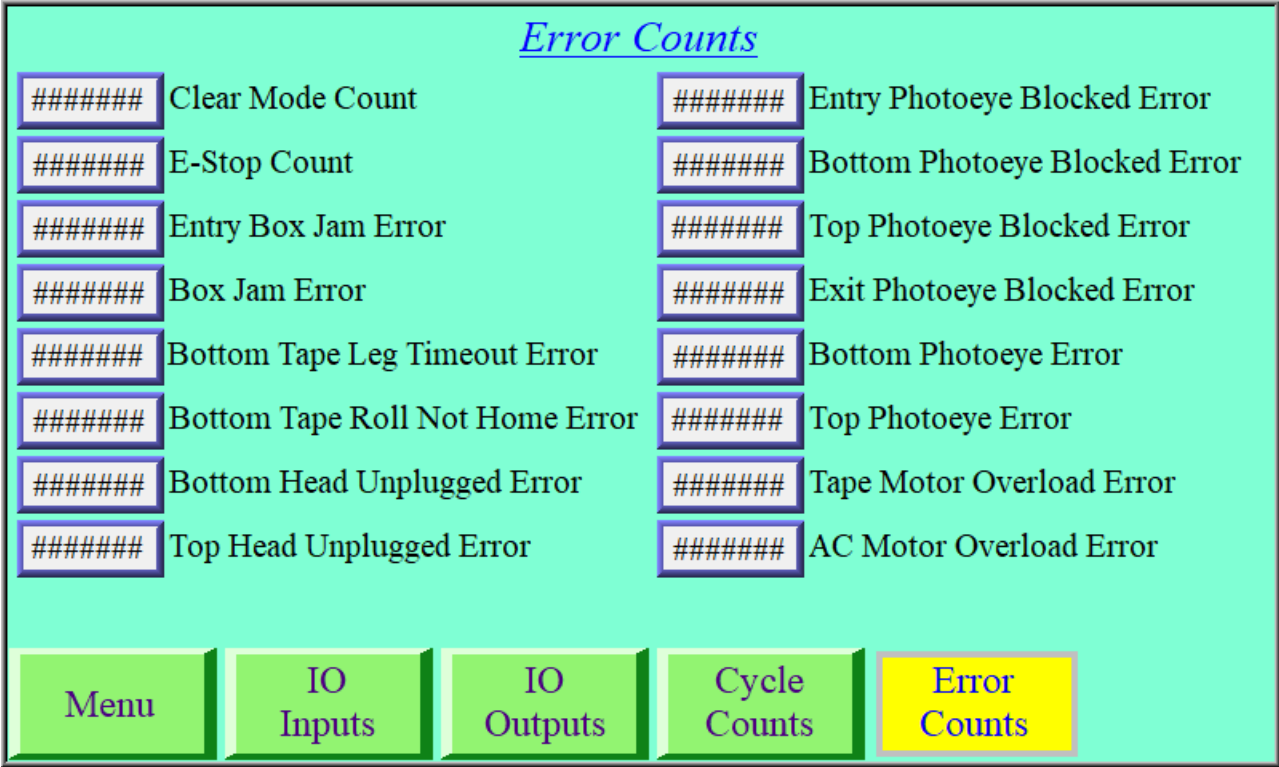 Error Counts
####### Clear Mode Count
####### E-Stop Count
####### Entry Box Jam Error
####### Box Jam Error
####### Bottom Tape Leg Timeout Error
####### Bottom Tape Roll Not Home Error
####### Bottom Head Unplugged Error
####### Top Head Unplugged Error
####### Entry Photoeye Blocked Error
####### Bottom Photoeye Blocked Error
####### Top Photoeye Blocked Error
####### Exit Photoeye Blocked Error
####### Bottom Photoeye Error
####### Top Photoeye Error
####### Tape Motor Overload Error
####### AC Motor Overload Error
Menu
IO
Inputs
IO
Outputs
Cycle
Counts
Error
Counts